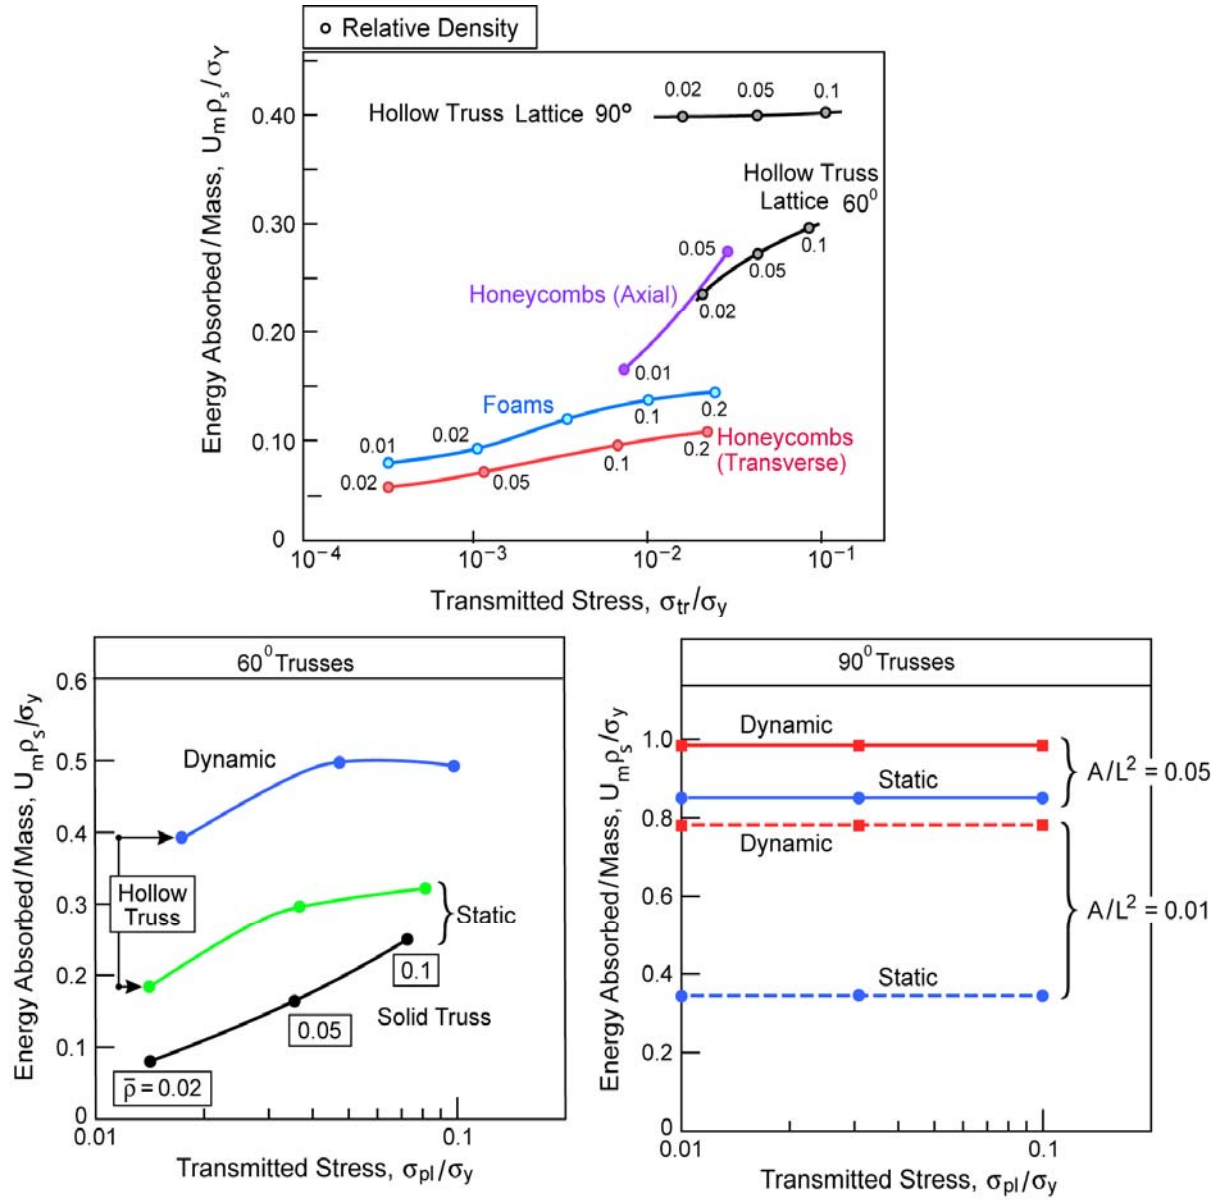 Relative Density
Energy Absorbed/Mass, Uₘρₛ/σY
0.40
0.30
0.20
0.10
0
Hollow Truss Lattice 90°
0.02 0.05 0.1
Hollow Truss
Lattice 60⁰
0.05
0.1
0.05
0.02
Honeycombs (Axial)
0.01
Foams
0.01
0.02
0.1
0.2
Honeycombs
(Transverse)
0.02
0.05
0.1
0.2
10⁻⁴ 10⁻³ 10⁻² 10⁻¹
Transmitted Stress, σtr/σy
60⁰ Trusses
Energy Absorbed/Mass, Uₘρₛ/σy
0.6
0.5
0.4
0.3
0.2
0.1
0
Dynamic
Hollow
Truss
Static
0.1
Solid Truss
0.05
ρ̄ = 0.02
0.01 0.1
Transmitted Stress, σpl/σy
90⁰ Trusses
Energy Absorbed/Mass, Uₘρₛ/σy
1.0
0.8
0.6
0.4
0.2
0
Dynamic
Static
A/L² = 0.05
Dynamic
A/L² = 0.01
Static
0.01 0.1
Transmitted Stress, σpl/σy